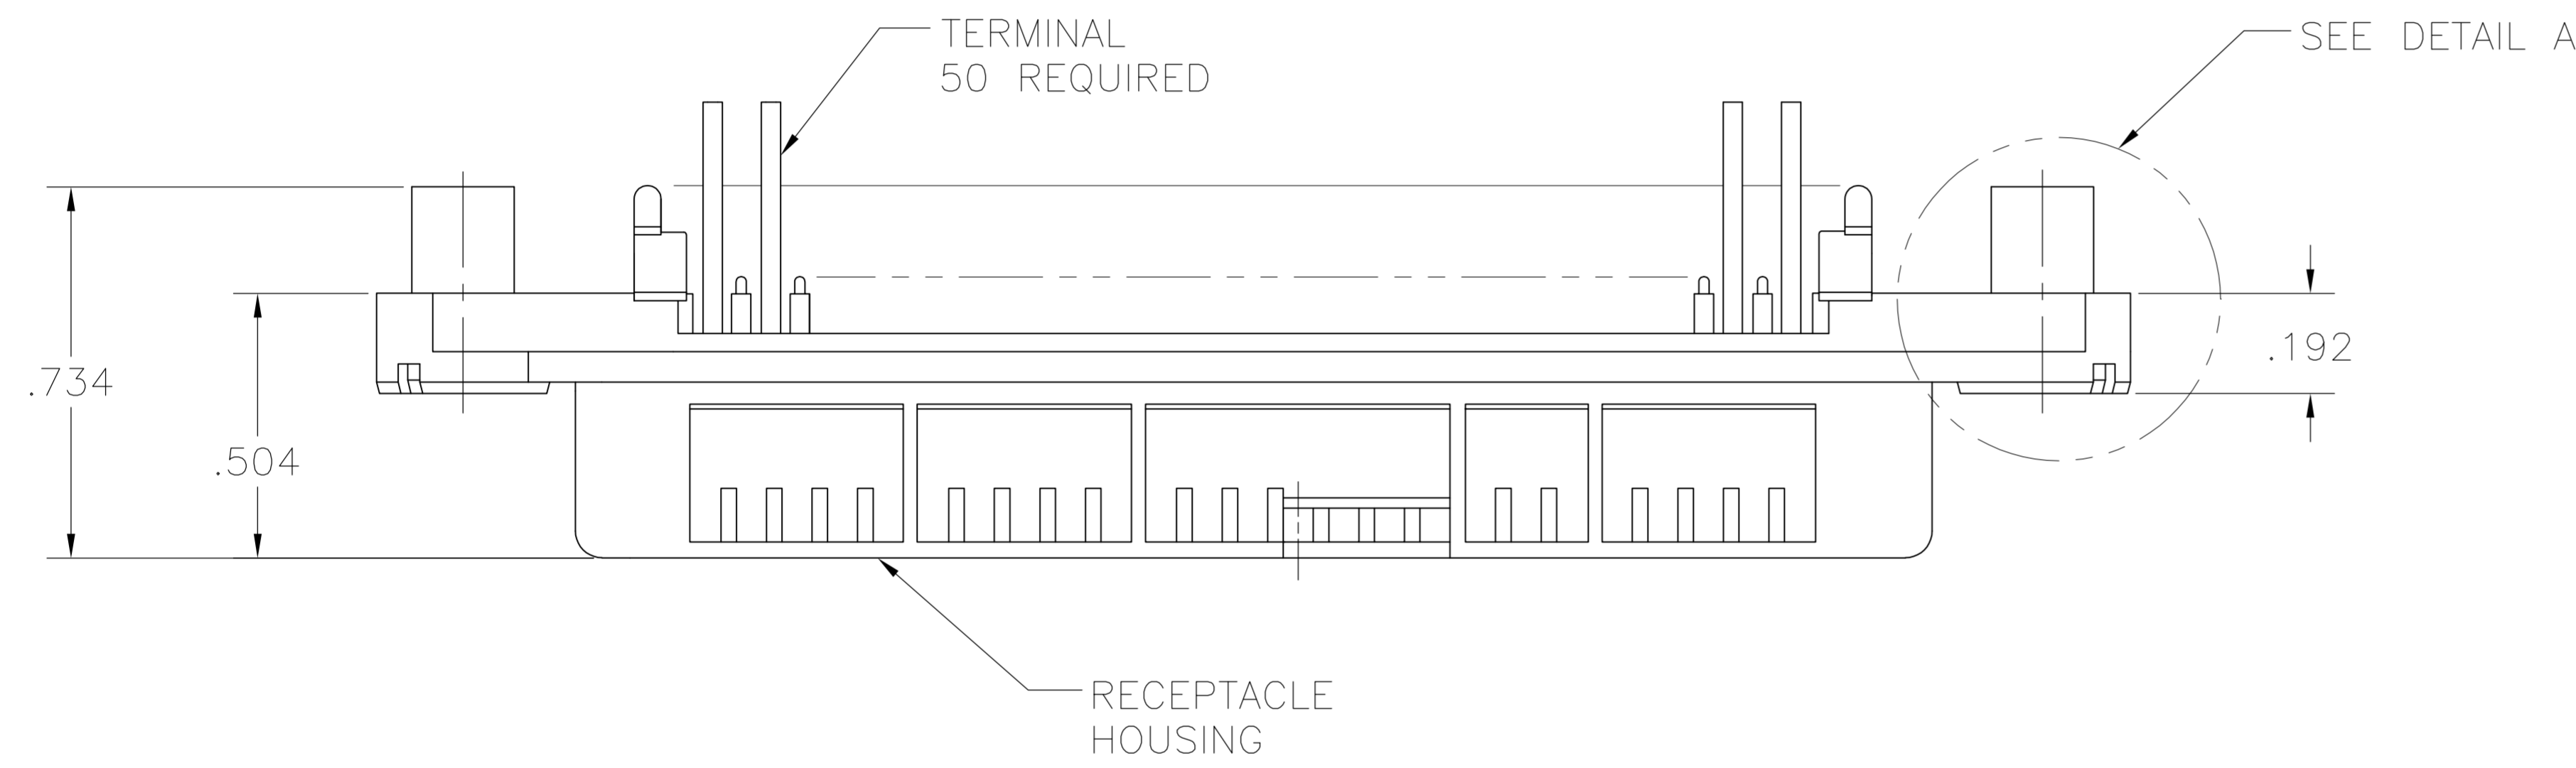 TERMINAL
50 REQUIRED
SEE DETAIL A
.734
.504
.192
RECEPTACLE
HOUSING